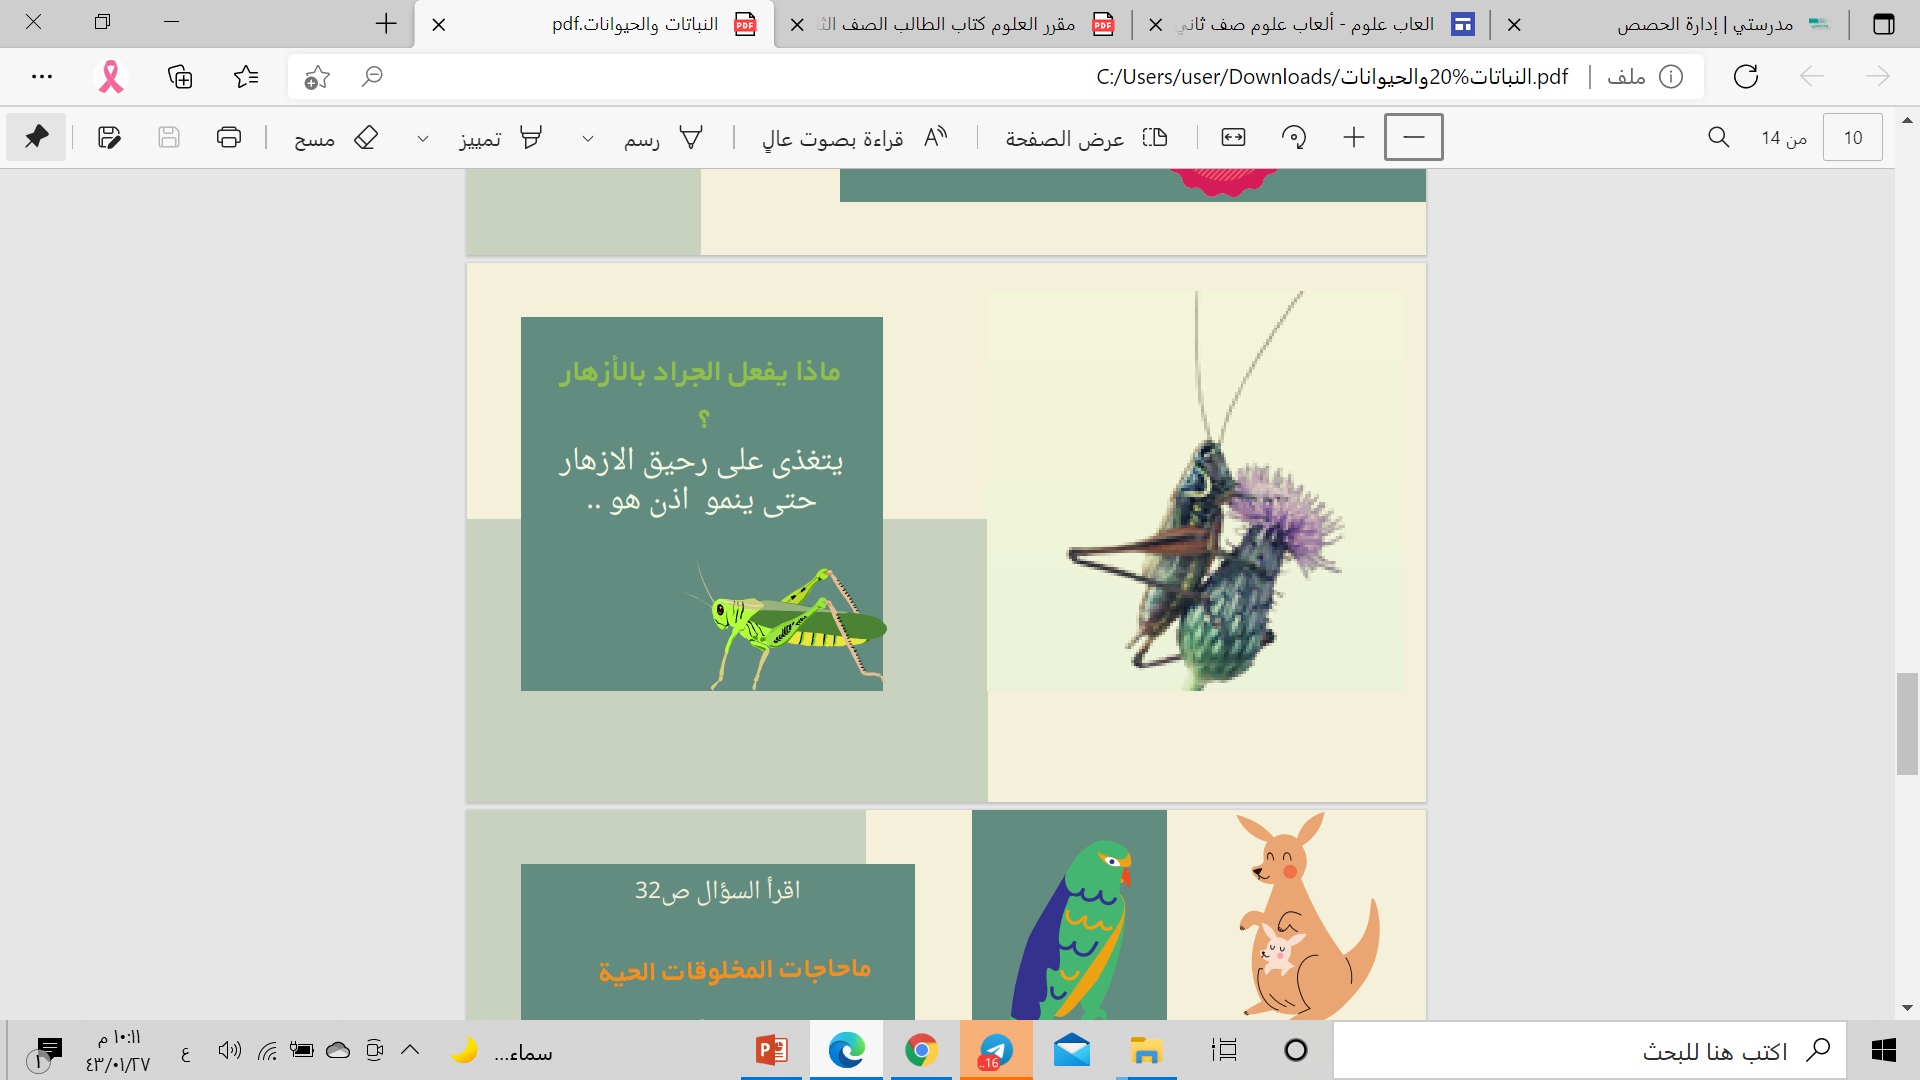 مدرستي | إدارة الحصص
العاب علوم - ألعاب علوم صف ثاني
مقرر العلوم كتاب الطالب الصف
النباتات والحيوانات.pdf
ملف
C:/Users/user/Downloads/النباتات%20والحيوانات.pdf
10
من 14
عرض الصفحة
قراءة بصوت عالٍ
رسم
تمييز
مسح
ماذا يفعل الجراد بالأزهار
؟
يتغذى على رحيق الازهار
حتى ينمو اذن هو ..
اقرأ السؤال ص32
ماحاجات المخلوقات الحية
اكتب هنا للبحث
16..
سماء...
ع
١٠:١١ م
٤٣/٠١/٢٧
١